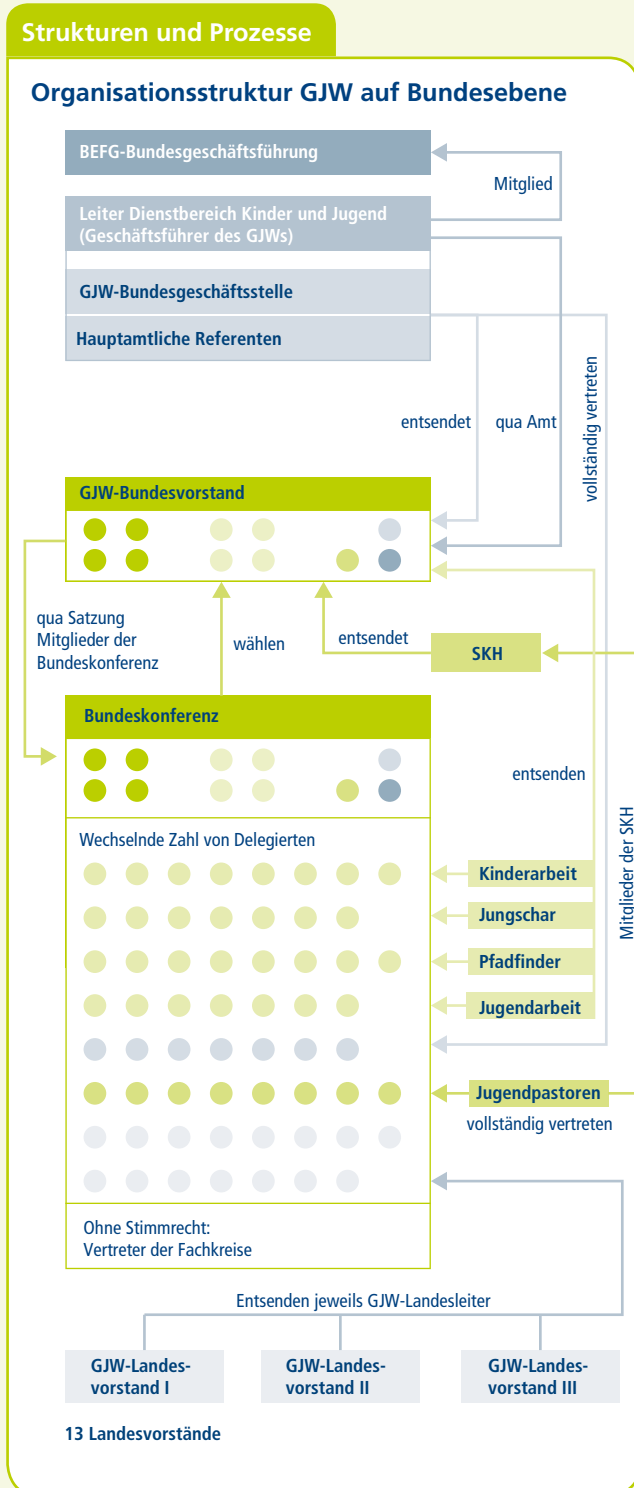 Strukturen und Prozesse
Organisationsstruktur GJW auf Bundesebene
BEFG-Bundesgeschäftsführung
Mitglied
Leiter Dienstbereich Kinder und Jugend
(Geschäftsführer des GJWs)
GJW-Bundesgeschäftsstelle
Hauptamtliche Referenten
entsendet
qua Amt
vollständig vertreten
GJW-Bundesvorstand
qua Satzung
Mitglieder der
Bundeskonferenz
wählen
entsendet
SKH
Bundeskonferenz
entsenden
Mitglieder der SKH
Wechselnde Zahl von Delegierten
Kinderarbeit
Jungschar
Pfadfinder
Jugendarbeit
Jugendpastoren
vollständig vertreten
Ohne Stimmrecht:
Vertreter der Fachkreise
Entsenden jeweils GJW-Landesleiter
GJW-Landes-
vorstand I
GJW-Landes-
vorstand II
GJW-Landes-
vorstand III
13 Landesvorstände